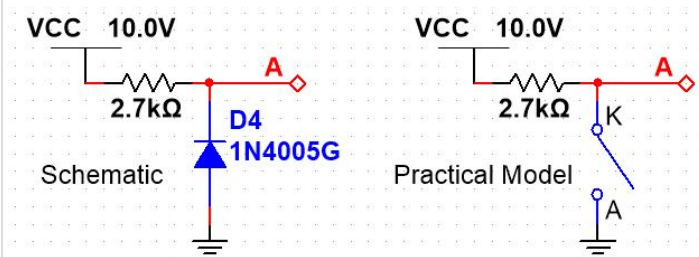 VCC 10.0V
A
2.7kΩ
D4
1N4005G
Schematic
VCC 10.0V
A
2.7kΩ
K
Practical Model
A